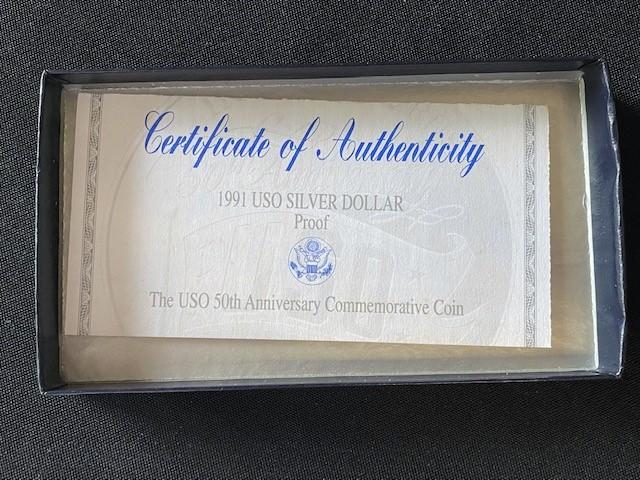 Certificate of Authenticity
1991 USO SILVER DOLLAR
Proof
The USO 50th Anniversary Commemorative Coin